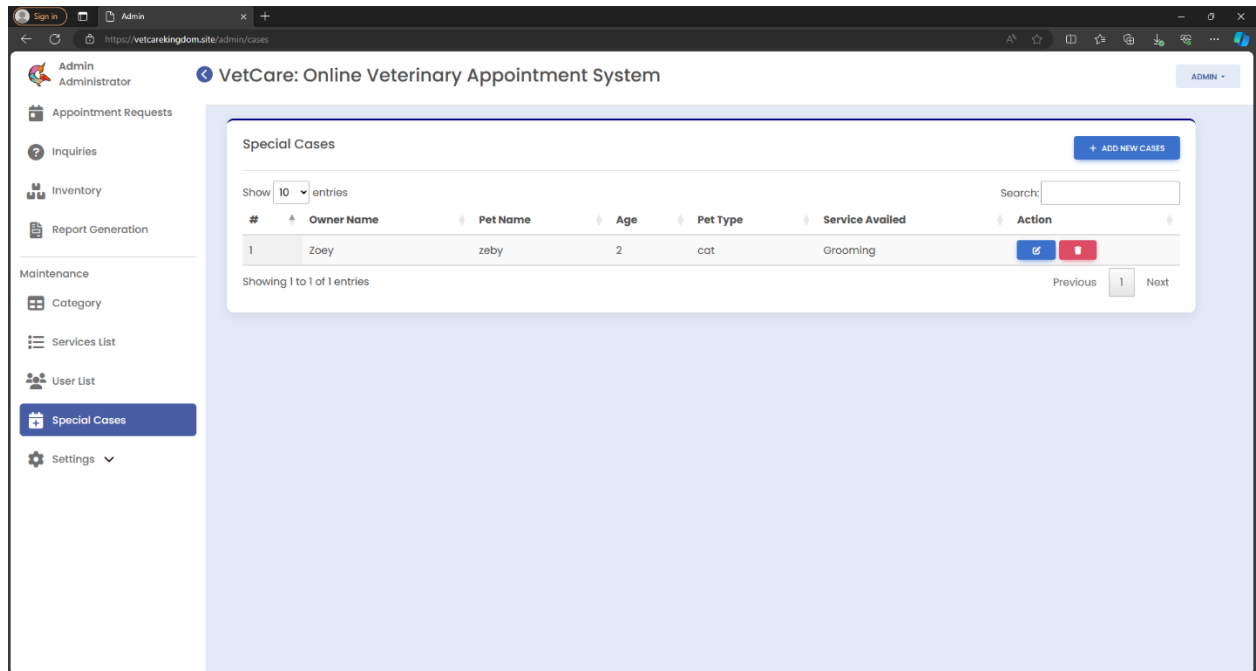 Sign in Admin
https://vetcarekingdom.site/admin/cases
Admin
Administrator
VetCare: Online Veterinary Appointment System
ADMIN
Appointment Requests
Inquiries
Inventory
Report Generation
Maintenance
Category
Services List
User List
Special Cases
Settings
Special Cases
+ ADD NEW CASES
Show 10 entries
Search:
# Owner Name Pet Name Age Pet Type Service Availed Action
1 Zoey zeby 2 cat Grooming
Showing 1 to 1 of 1 entries
Previous 1 Next